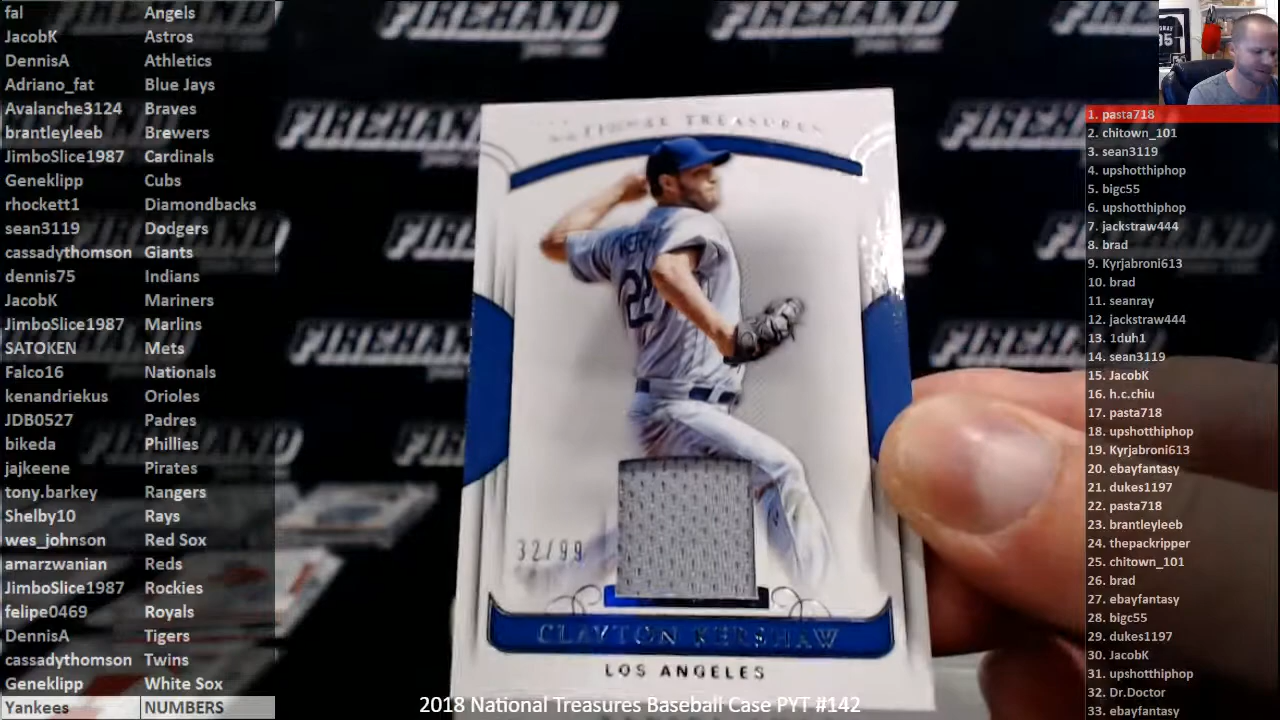 fal Angels
JacobK Astros
DennisA Athletics
Adriano_fat Blue Jays
Avalanche3124 Braves
brantleyleeb Brewers
JimboSlice1987 Cardinals
Geneklipp Cubs
rhockett1 Diamondbacks
sean3119 Dodgers
cassadythomson Giants
dennis75 Indians
JacobK Mariners
JimboSlice1987 Marlins
SATOKEN Mets
Falco16 Nationals
kenandriekus Orioles
JDB0527 Padres
bikeda Phillies
jajkeene Pirates
tony.barkey Rangers
Shelby10 Rays
wes_johnson Red Sox
amarzwanian Reds
JimboSlice1987 Rockies
felipe0469 Royals
DennisA Tigers
cassadythomson Twins
Geneklipp White Sox
Yankees NUMBERS
FIREHAND
FIREHAND
FIREHAND
FIREHAND
FIREHAND
FIREHAND
NATIONAL TREASURES
22
32/99
CLAYTON KERSHAW
LOS ANGELES
2018 National Treasures Baseball Case PYT #142
1. pasta718
2. chitown_101
3. sean3119
4. upshotthiphop
5. bigc55
6. upshotthiphop
7. jackstraw444
8. brad
9. Kyrjabroni613
10. brad
11. seanray
12. jackstraw444
13. 1duh1
14. sean3119
15. JacobK
16. h.c.chiu
17. pasta718
18. upshotthiphop
19. Kyrjabroni613
20. ebayfantasy
21. dukes1197
22. pasta718
23. brantleyleeb
24. thepackripper
25. chitown_101
26. brad
27. ebayfantasy
28. bigc55
29. dukes1197
30. JacobK
31. upshotthiphop
32. Dr.Doctor
33. ebayfantasy